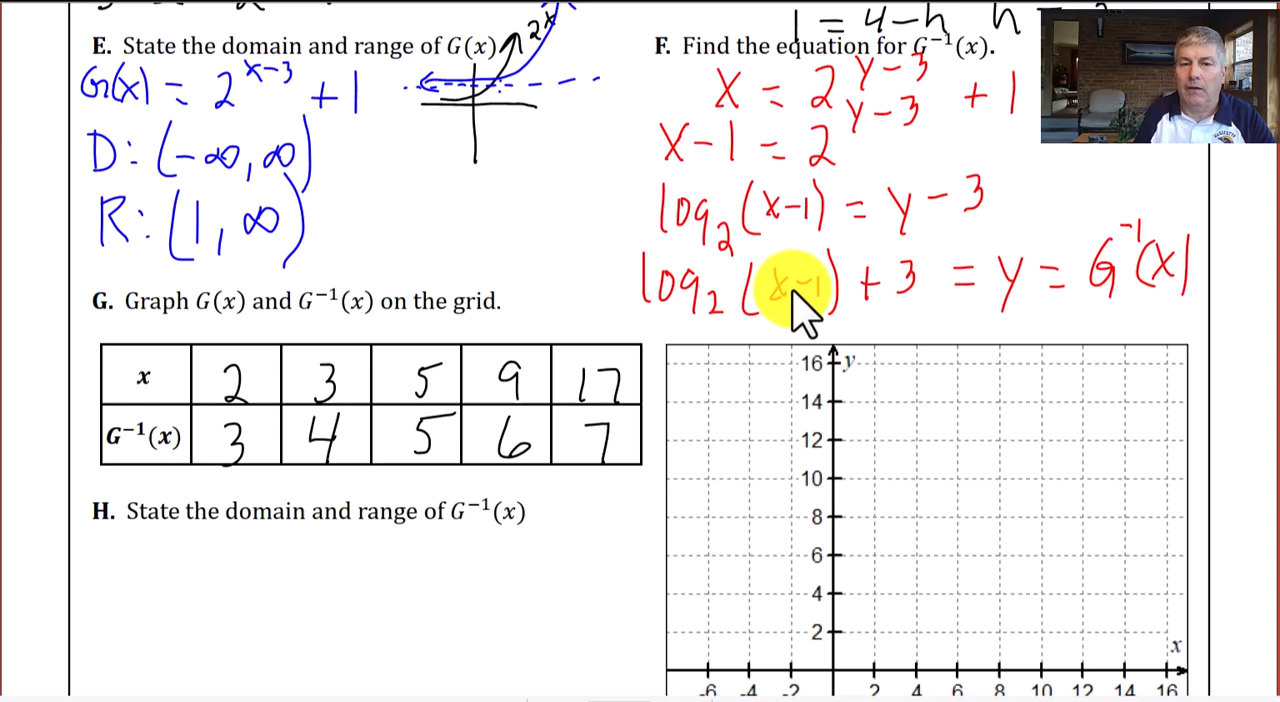 1 = 4-h h
E. State the domain and range of G(x)
2^x
F. Find the equation for G⁻¹(x).
G(x) = 2^(x-3) + 1
x = 2^(y-3) + 1
D: (-∞, ∞)
x-1 = 2^(y-3)
R: (1, ∞)
log₂(x-1) = y-3
log₂(x-1) + 3 = y = G⁻¹(x)
G. Graph G(x) and G⁻¹(x) on the grid.
x 2 3 5 9 17
G⁻¹(x) 3 4 5 6 7
H. State the domain and range of G⁻¹(x)
16 y
14
12
10
8
6
4
2
x
-6 -4 -2 2 4 6 8 10 12 14 16